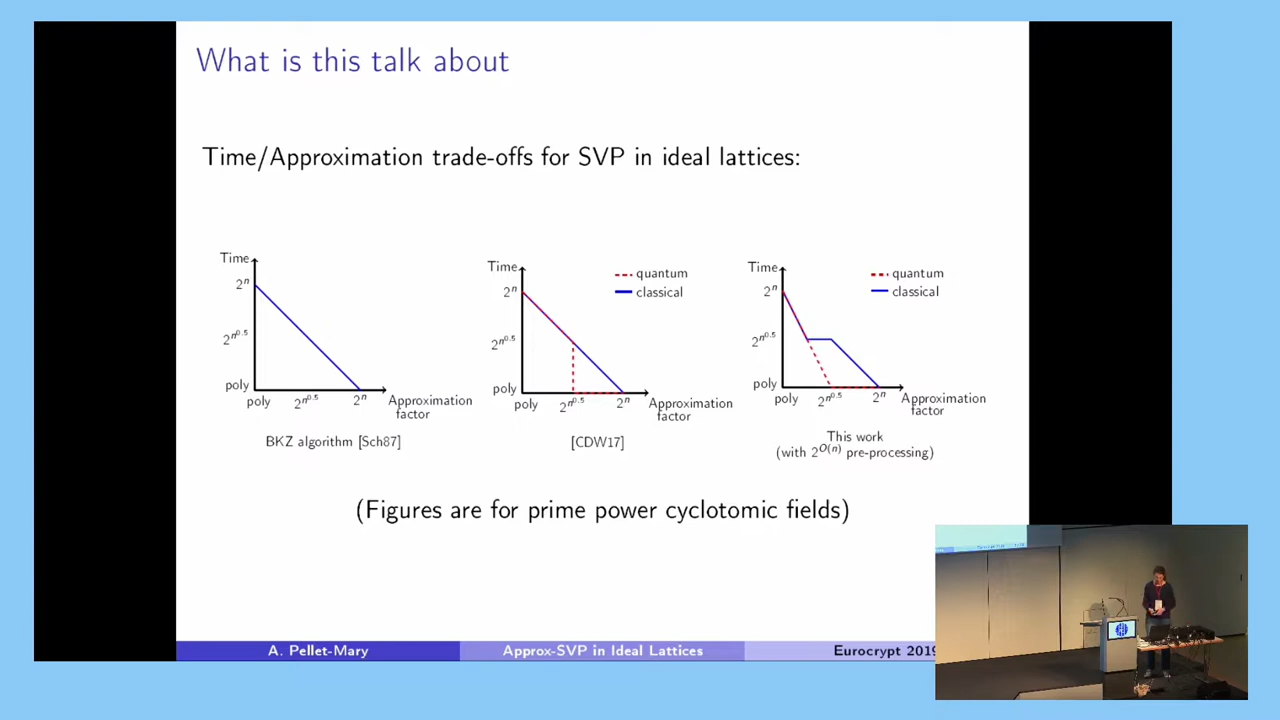 What is this talk about
Time/Approximation trade-offs for SVP in ideal lattices:
Time
2^n
2^{n^{0.5}}
poly
poly
2^{n^{0.5}}
2^n
Approximation
factor
BKZ algorithm [Sch87]
Time
2^n
2^{n^{0.5}}
poly
poly
2^{n^{0.5}}
2^n
Approximation
factor
quantum
classical
[CDW17]
Time
2^n
2^{n^{0.5}}
poly
poly
2^{n^{0.5}}
2^n
Approximation
factor
quantum
classical
This work
(with 2^{O(n)} pre-processing)
(Figures are for prime power cyclotomic fields)
A. Pellet-Mary
Approx-SVP in Ideal Lattices
Eurocrypt 2019